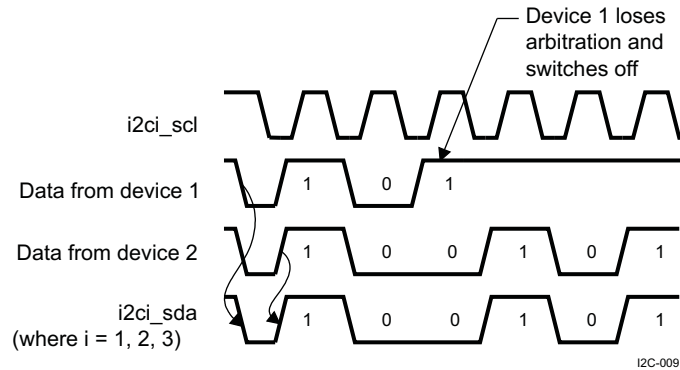 Device 1 loses
arbitration and
switches off
i2ci_scl
Data from device 1
1 0 1
Data from device 2
1 0 0 1 0 1
i2ci_sda
(where i = 1, 2, 3)
1 0 0 1 0 1
I2C-009